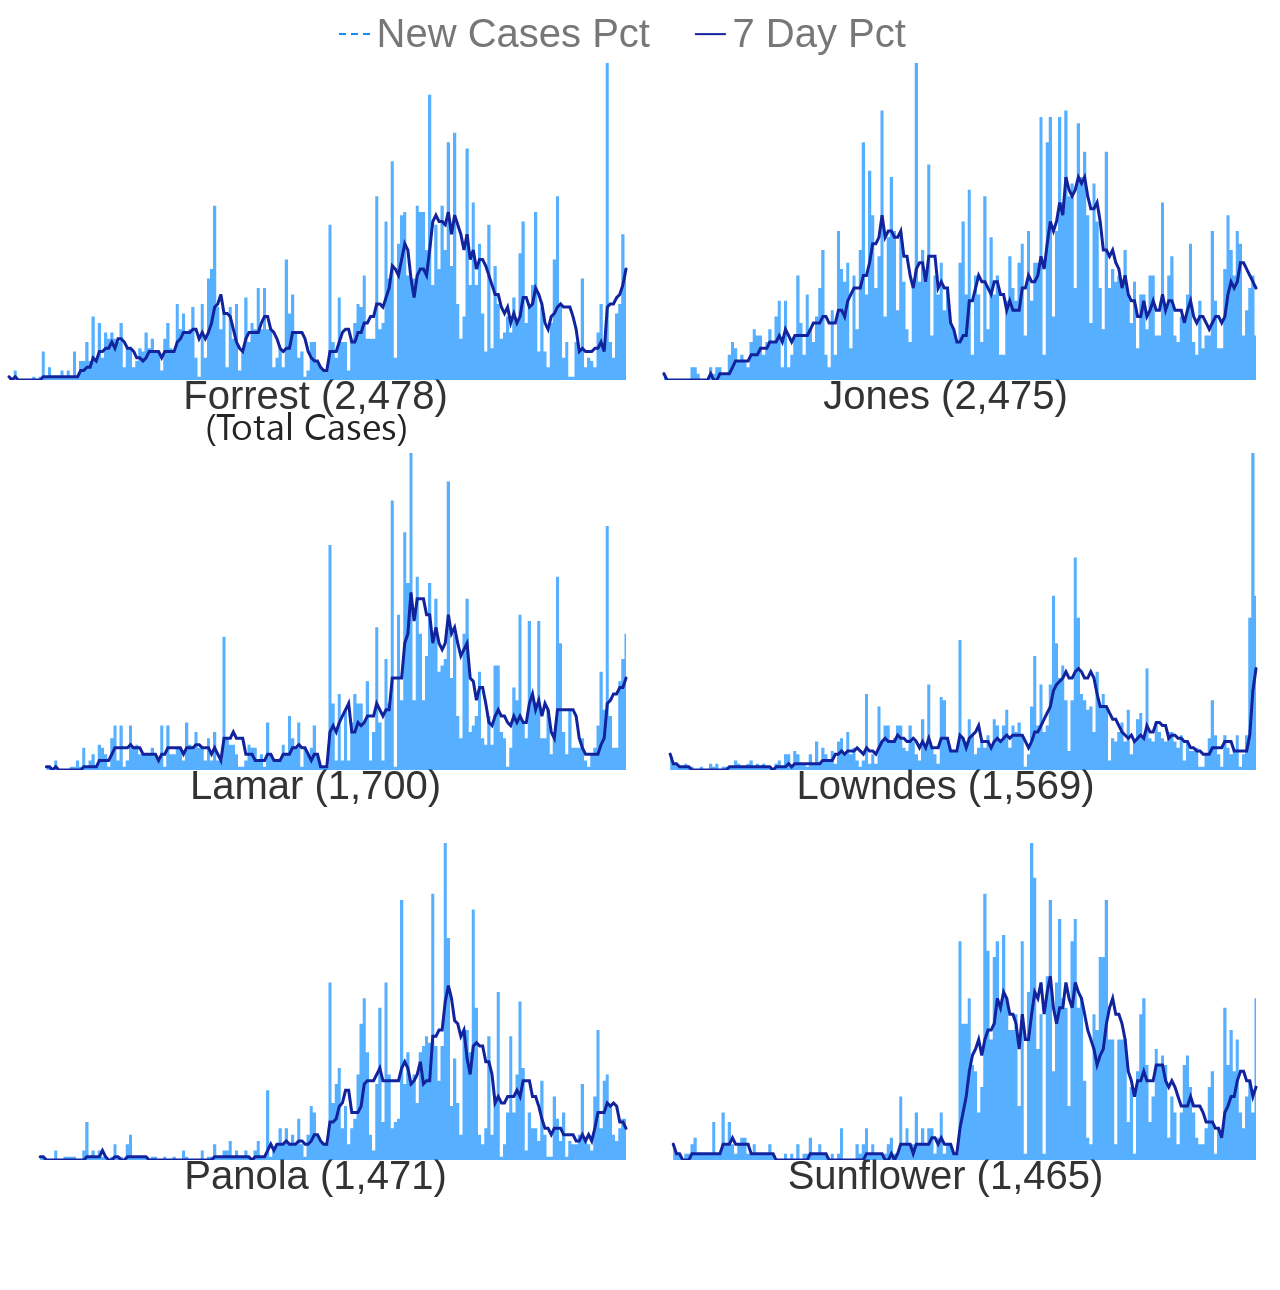 New Cases Pct 7 Day Pct
Forrest (2,478) Jones (2,475)
(Total Cases)
Lamar (1,700) Lowndes (1,569)
Panola (1,471) Sunflower (1,465)